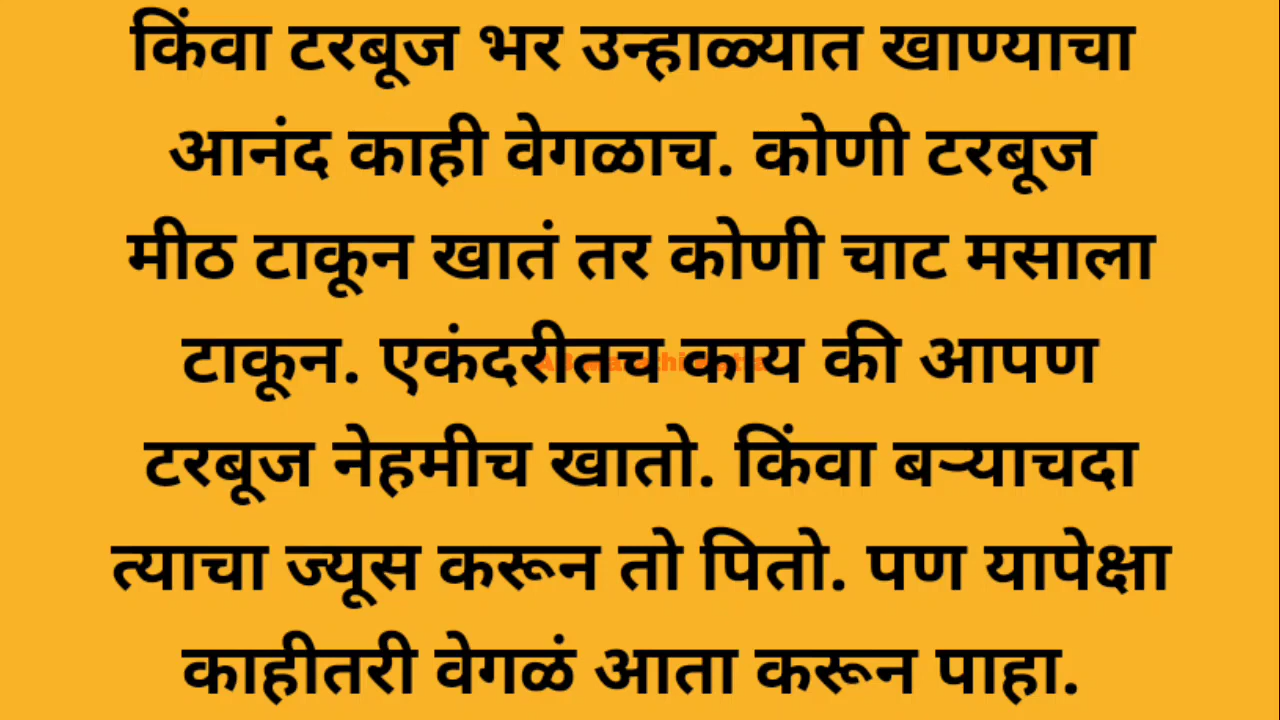 किंवा टरबूज भर उन्हाळ्यात खाण्याचा
आनंद काही वेगळाच. कोणी टरबूज
मीठ टाकून खातं तर कोणी चाट मसाला
टाकून. एकंदरीतच काय की आपण
टरबूज नेहमीच खातो. किंवा बऱ्याचदा
त्याचा ज्यूस करून तो पितो. पण यापेक्षा
काहीतरी वेगळं आता करून पाहा.